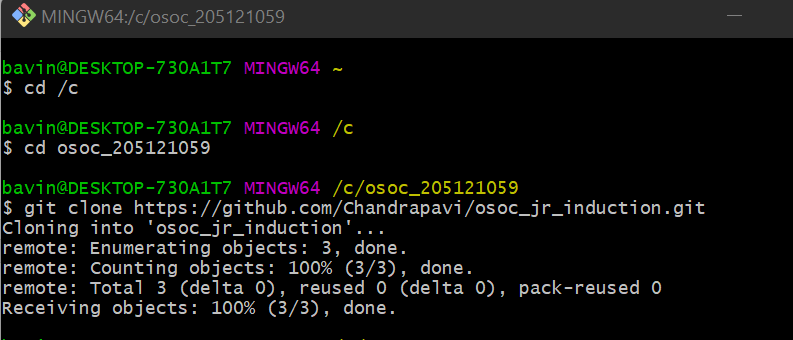 MINGW64:/c/osoc_205121059
bavin@DESKTOP-730A1T7 MINGW64 ~
$ cd /c
bavin@DESKTOP-730A1T7 MINGW64 /c
$ cd osoc_205121059
bavin@DESKTOP-730A1T7 MINGW64 /c/osoc_205121059
$ git clone https://github.com/Chandrapavi/osoc_jr_induction.git
Cloning into 'osoc_jr_induction'...
remote: Enumerating objects: 3, done.
remote: Counting objects: 100% (3/3), done.
remote: Total 3 (delta 0), reused 0 (delta 0), pack-reused 0
Receiving objects: 100% (3/3), done.